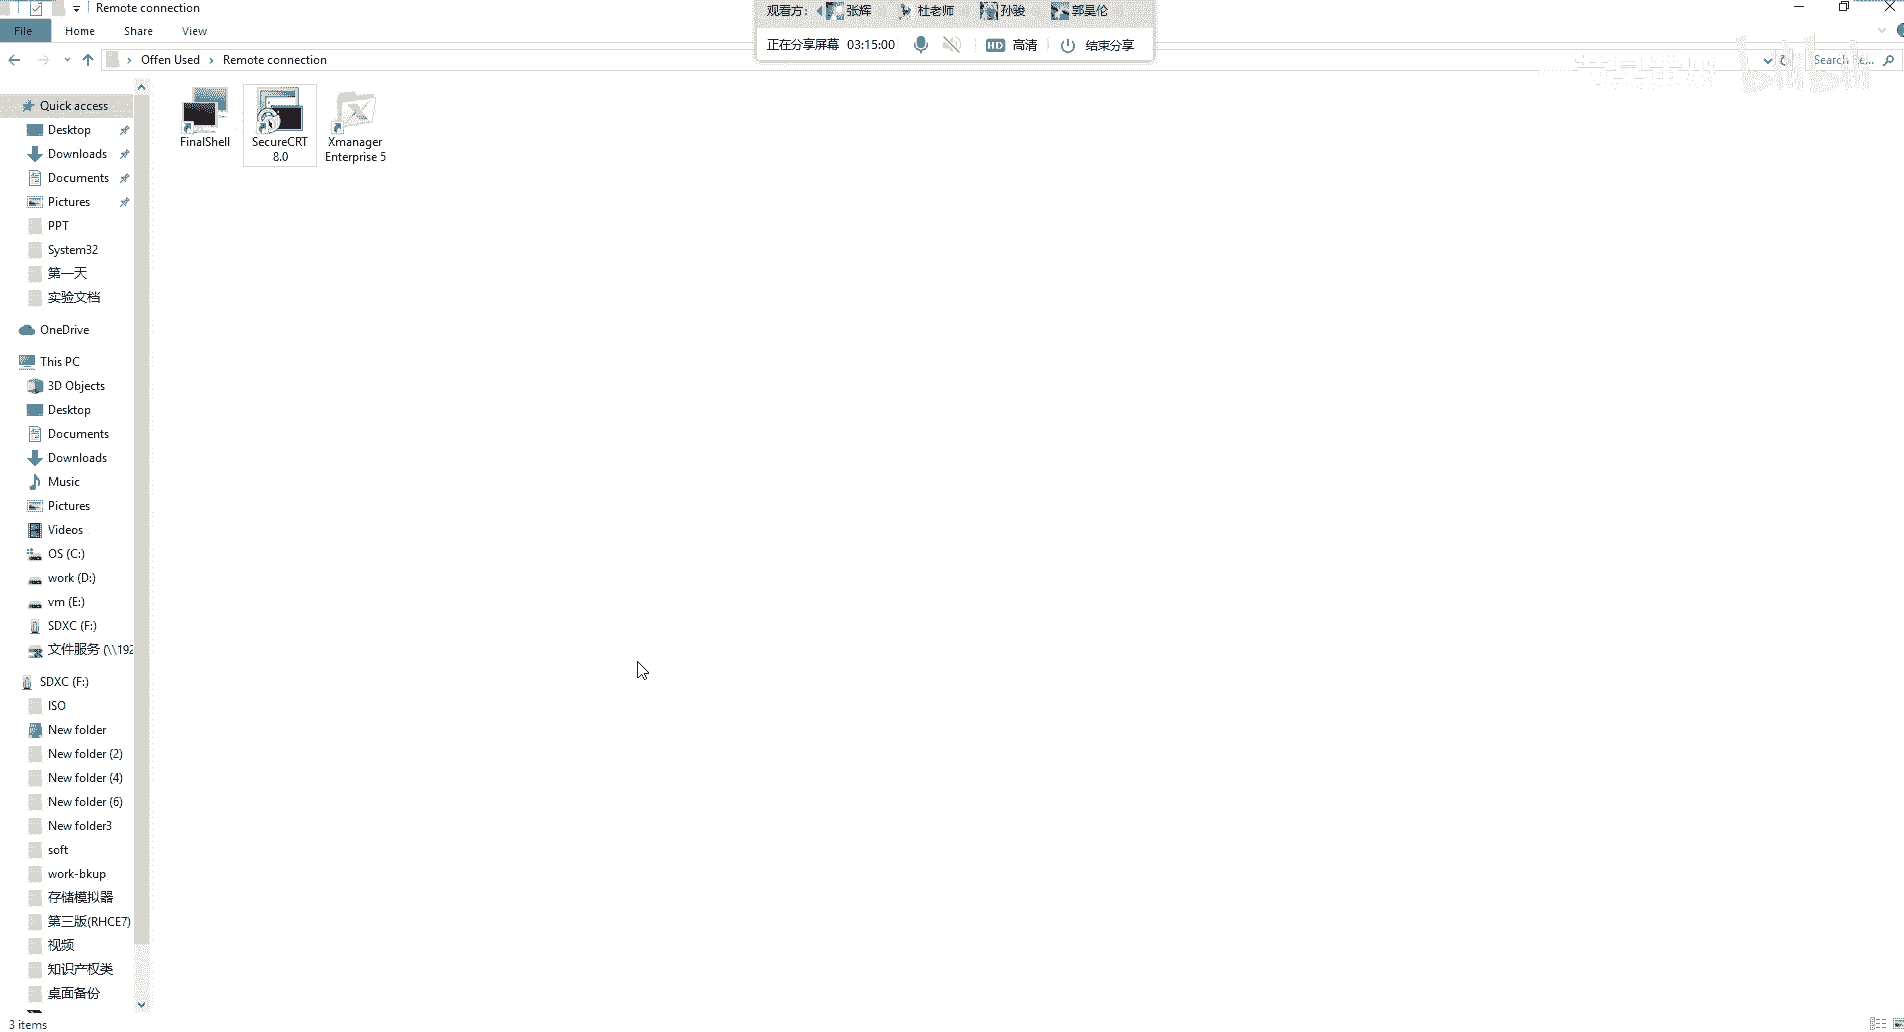 Remote connection
观看方: 张辉 杜老师 孙骏 郭昊伦
File Home Share View
正在分享屏幕 03:15:00 HD 高清 结束分享
Offen Used › Remote connection
Quick access
Desktop
Downloads
Documents
Pictures
PPT
System32
第一天
实验文档
OneDrive
This PC
3D Objects
Desktop
Documents
Downloads
Music
Pictures
Videos
OS (C:)
work (D:)
vm (E:)
SDXC (F:)
文件服务 (\\192
SDXC (F:)
ISO
New folder
New folder (2)
New folder (4)
New folder (6)
New folder3
soft
work-bkup
存储模拟器
第三版(RHCE7)
视频
知识产权类
桌面备份
FinalShell
SecureCRT
8.0
Xmanager
Enterprise 5
3 items